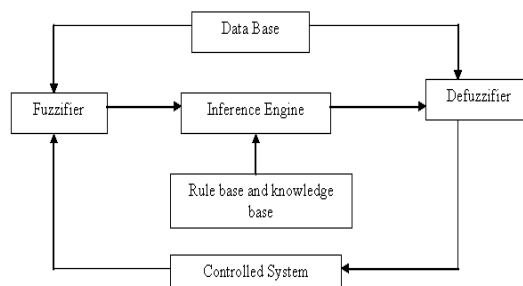 Data Base
Fuzzifier
Inference Engine
Defuzzifier
Rule base and knowledge
base
Controlled System